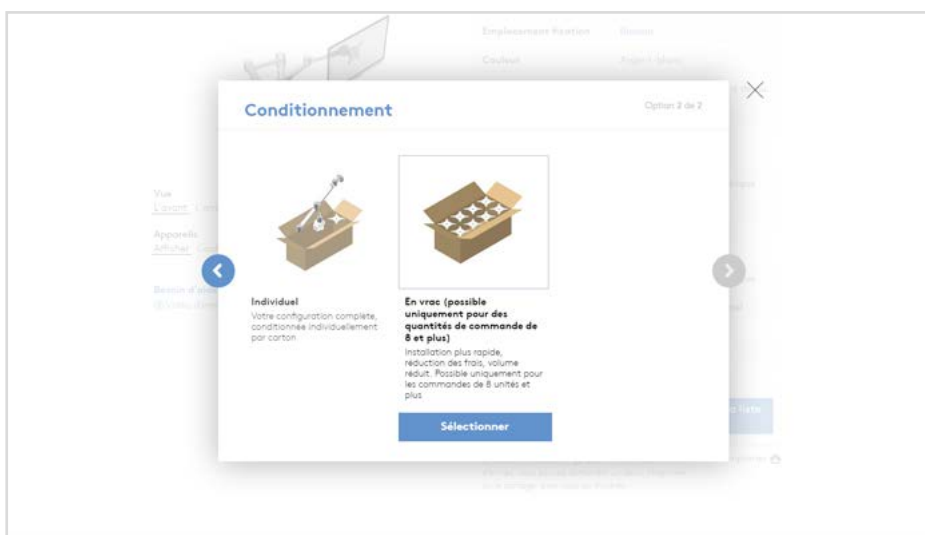 Emplacement fixation
Couleur
Conditionnement
Option 2 de 2
Vue
L'avant
Appareils
Afficher
Individuel
Votre configuration complète,
conditionnée individuellement
par carton
En vrac (possible
uniquement pour des
quantités de commande de
8 et plus)
Installation plus rapide,
réduction des frais, volume
réduit. Possible uniquement pour
les commandes de 8 unités et
plus
Sélectionner